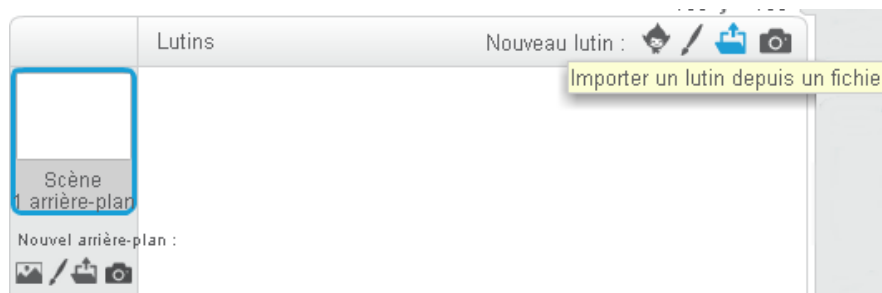 Lutins
Nouveau lutin :
Importer un lutin depuis un fichie
Scène
1 arrière-plan
Nouvel arrière-plan :